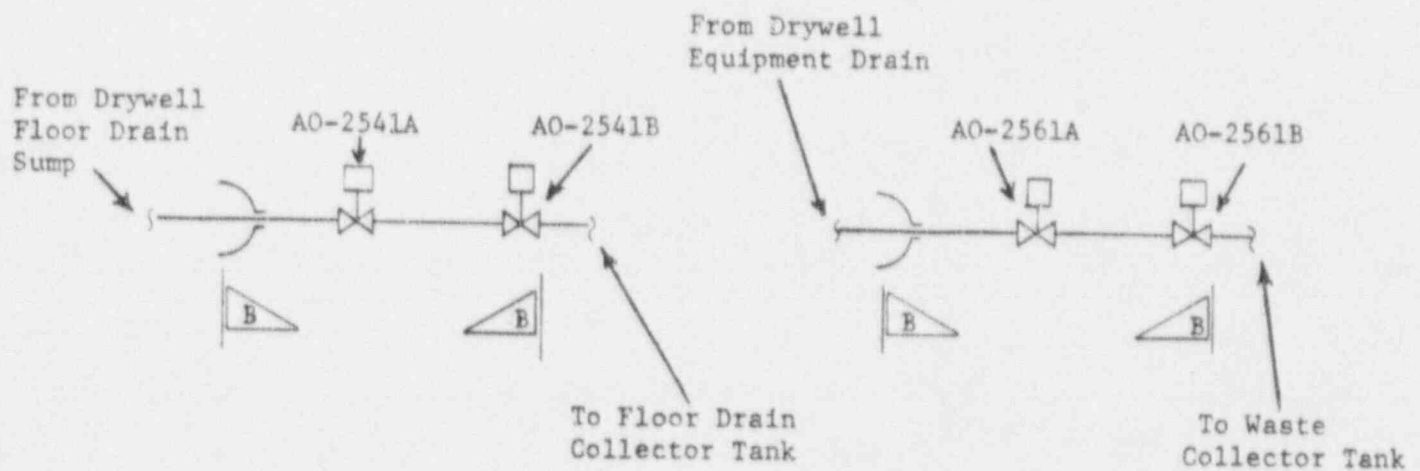 From Drywell
Floor Drain
Sump
AO-2541A
AO-2541B
B
B
To Floor Drain
Collector Tank
From Drywell
Equipment Drain
AO-2561A
AO-2561B
B
B
To Waste
Collector Tank